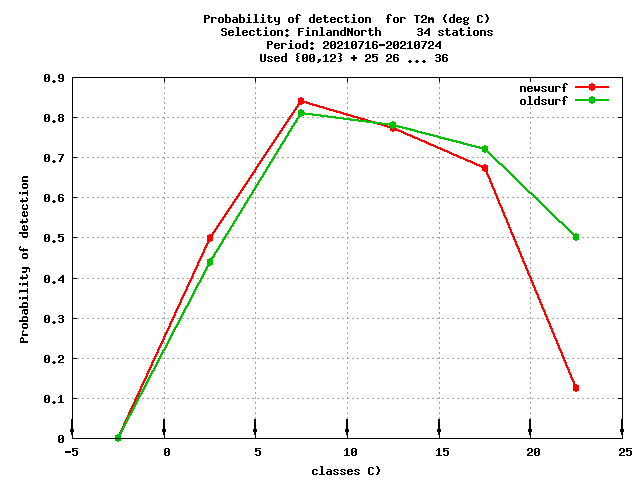 Probability of detection  for T2m (deg C)
Selection: FinlandNorth     34 stations
Period: 20210716-20210724
Used {00,12} + 25 26 ... 36
newsurf
oldsurf
Probability of detection
0.9
0.8
0.7
0.6
0.5
0.4
0.3
0.2
0.1
0
-5 0 5 10 15 20 25
classes C)